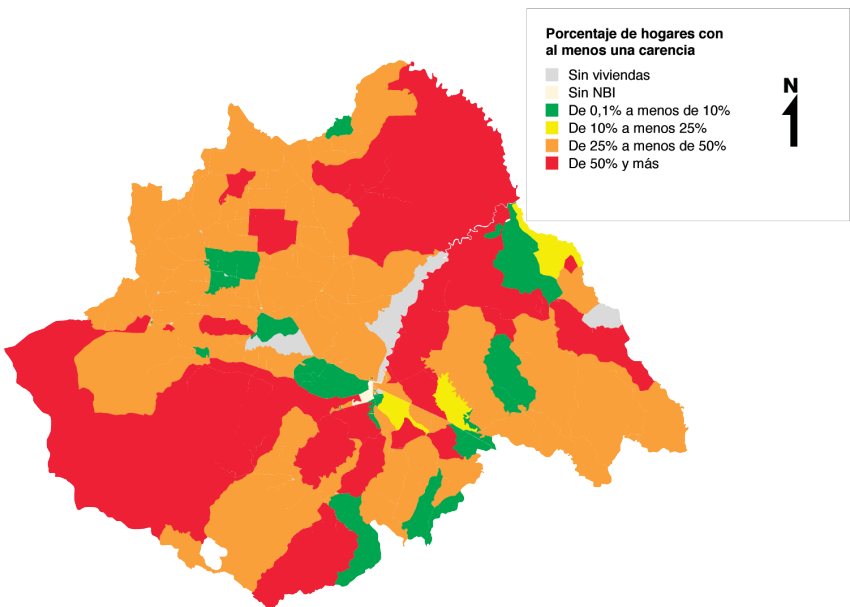 Porcentaje de hogares con
al menos una carencia
Sin viviendas
Sin NBI
De 0,1% a menos de 10%
De 10% a menos 25%
De 25% a menos de 50%
De 50% y más
N